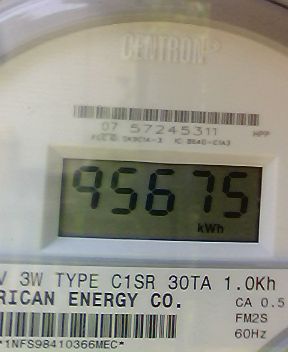 CENTRON
07 57245311 HPP
95675
kWh
V 3W TYPE C1SR 30TA 1.0Kh
RICAN ENERGY CO.
CA 0.5
FM2S
60Hz
*1NFS98410366MEC*